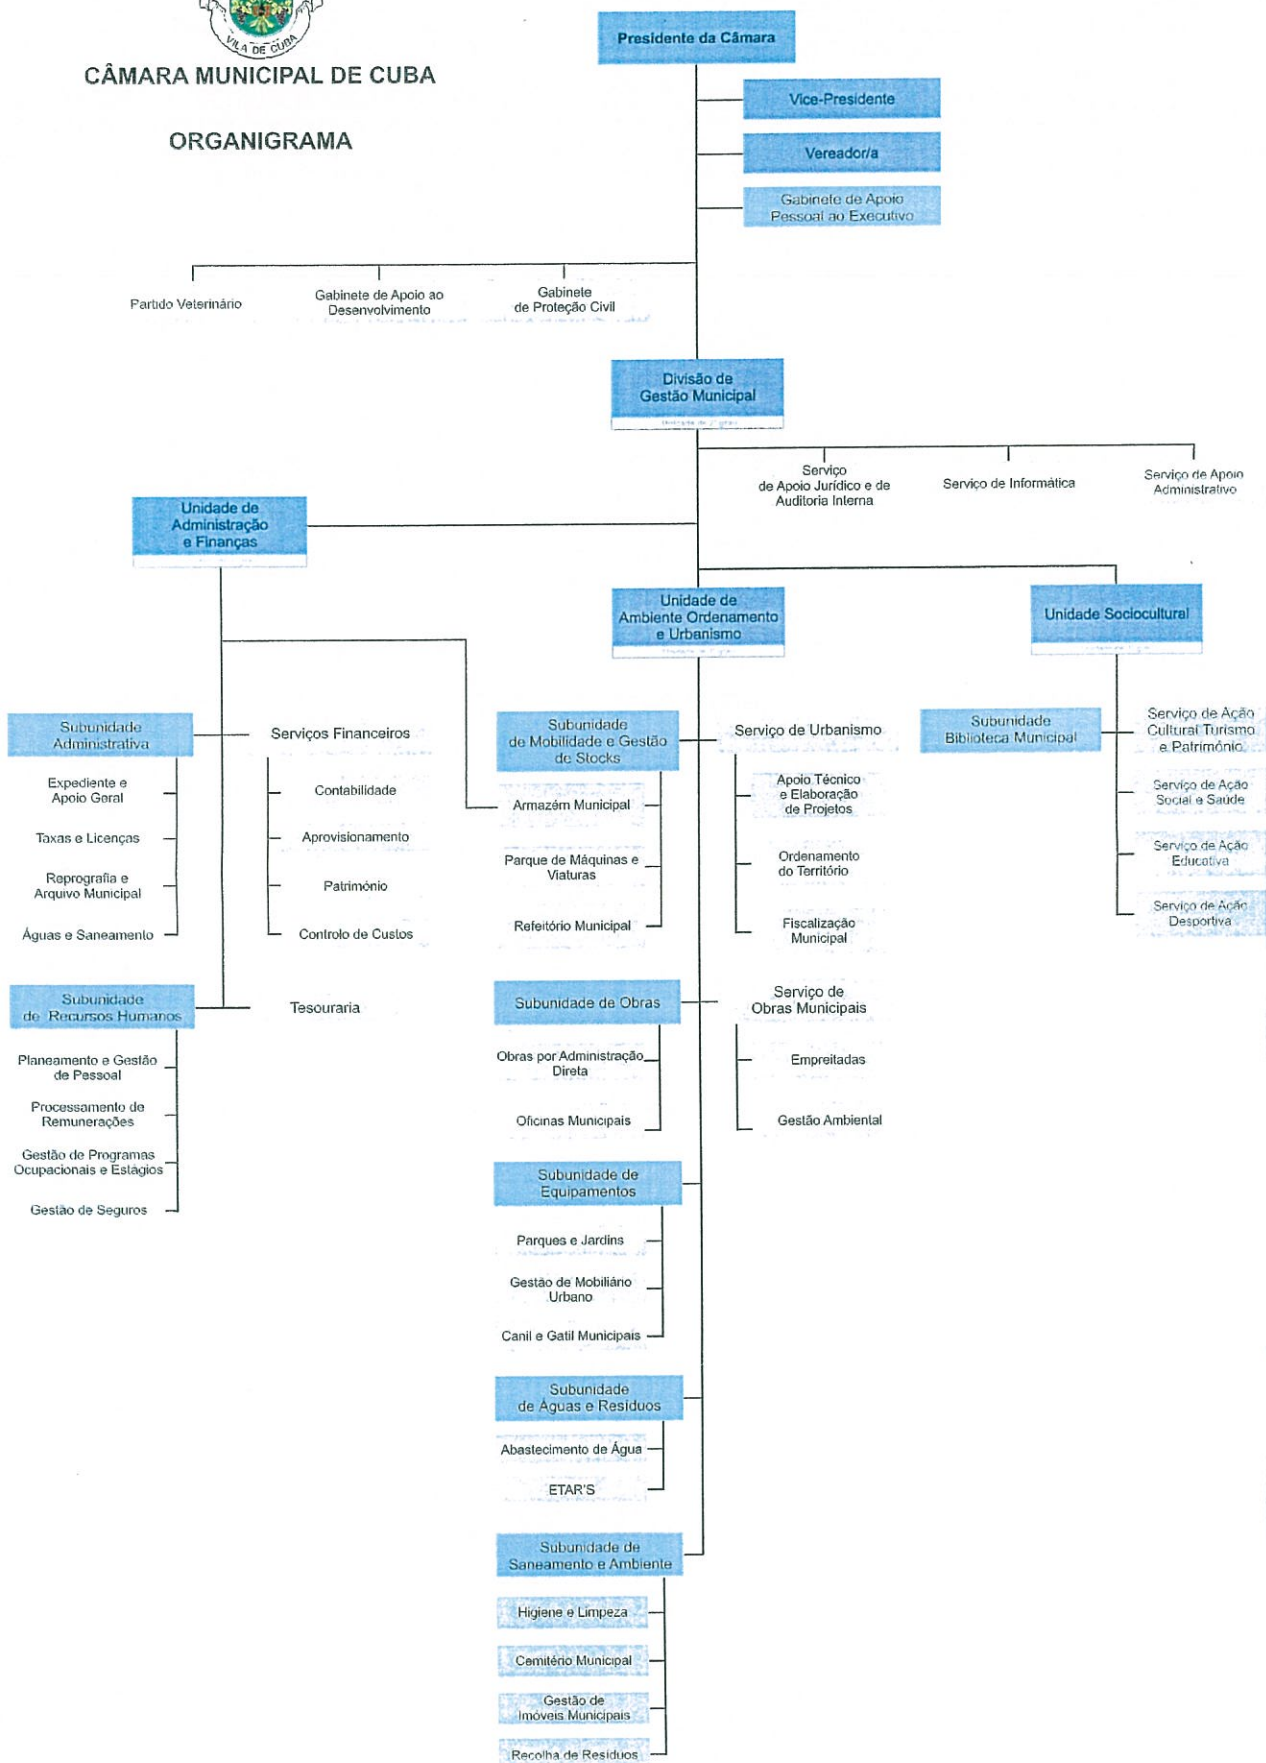 VILA DE CUBA
CÂMARA MUNICIPAL DE CUBA
ORGANIGRAMA
Presidente da Câmara
Vice-Presidente
Vereador/a
Gabinete de Apoio
Pessoal ao Executivo
Partido Veterinário
Gabinete de Apoio ao
Desenvolvimento
Gabinete
de Proteção Civil
Divisão de
Gestão Municipal
Serviço
de Apoio Jurídico e de
Auditoria Interna
Serviço de Informática
Serviço de Apoio
Administrativo
Unidade de
Administração
e Finanças
Unidade de
Ambiente Ordenamento
e Urbanismo
Unidade Sociocultural
Subunidade
Administrativa
Expediente e
Apoio Geral
Taxas e Licenças
Reprografia e
Arquivo Municipal
Águas e Saneamento
Serviços Financeiros
Contabilidade
Aprovisionamento
Património
Controlo de Custos
Subunidade
de Recursos Humanos
Planeamento e Gestão
de Pessoal
Processamento de
Remunerações
Gestão de Programas
Ocupacionais e Estágios
Gestão de Seguros
Tesouraria
Subunidade
de Mobilidade e Gestão
de Stocks
Armazém Municipal
Parque de Máquinas e
Viaturas
Refeitório Municipal
Serviço de Urbanismo
Apoio Técnico
e Elaboração
de Projetos
Ordenamento
do Território
Fiscalização
Municipal
Subunidade de Obras
Obras por Administração
Direta
Oficinas Municipais
Serviço de
Obras Municipais
Empreitadas
Gestão Ambiental
Subunidade de
Equipamentos
Parques e Jardins
Gestão de Mobiliário
Urbano
Canil e Gatil Municipais
Subunidade
de Águas e Resíduos
Abastecimento de Água
ETAR'S
Subunidade de
Saneamento e Ambiente
Higiene e Limpeza
Cemitério Municipal
Gestão de
Imóveis Municipais
Recolha de Resíduos
Subunidade
Biblioteca Municipal
Serviço de Ação
Cultural Turismo
e Património
Serviço de Ação
Social e Saúde
Serviço de Ação
Educativa
Serviço de Ação
Desportiva